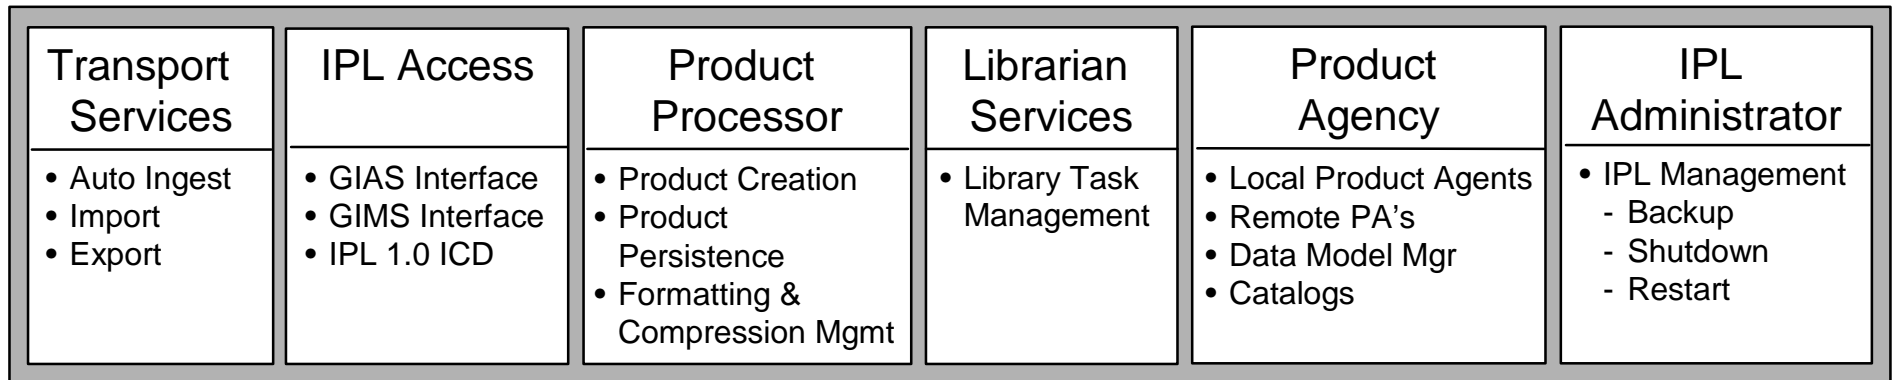 Transport
Services
• Auto Ingest
• Import
• Export
IPL Access
• GIAS Interface
• GIMS Interface
• IPL 1.0 ICD
Product
Processor
• Product Creation
• Product
Persistence
• Formatting &
Compression Mgmt
Librarian
Services
• Library Task
Management
Product
Agency
• Local Product Agents
• Remote PA's
• Data Model Mgr
• Catalogs
IPL
Administrator
• IPL Management
- Backup
- Shutdown
- Restart